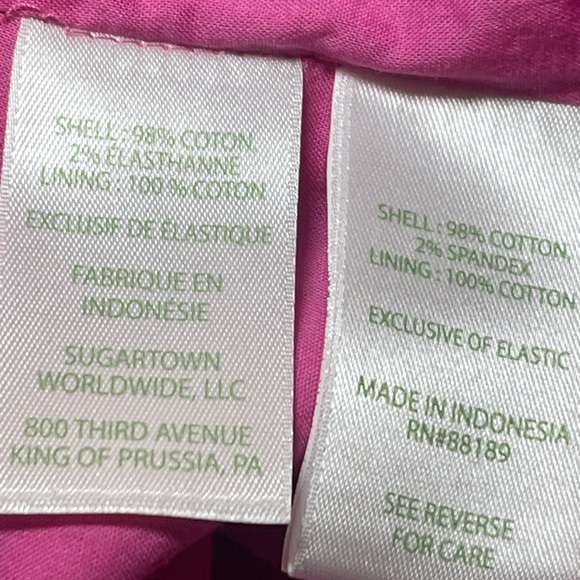 SHELL : 98% COTON,
2% ÉLASTHANNE
LINING : 100 % COTON
EXCLUSIF DE ÉLASTIQUE
FABRIQUE EN
INDONÉSIE
SUGARTOWN
WORLDWIDE, LLC
800 THIRD AVENUE
KING OF PRUSSIA, PA
SHELL : 98% COTTON,
2% SPANDEX
LINING : 100% COTTON
EXCLUSIVE OF ELASTIC
MADE IN INDONESIA
RN#88189
SEE REVERSE
FOR CARE